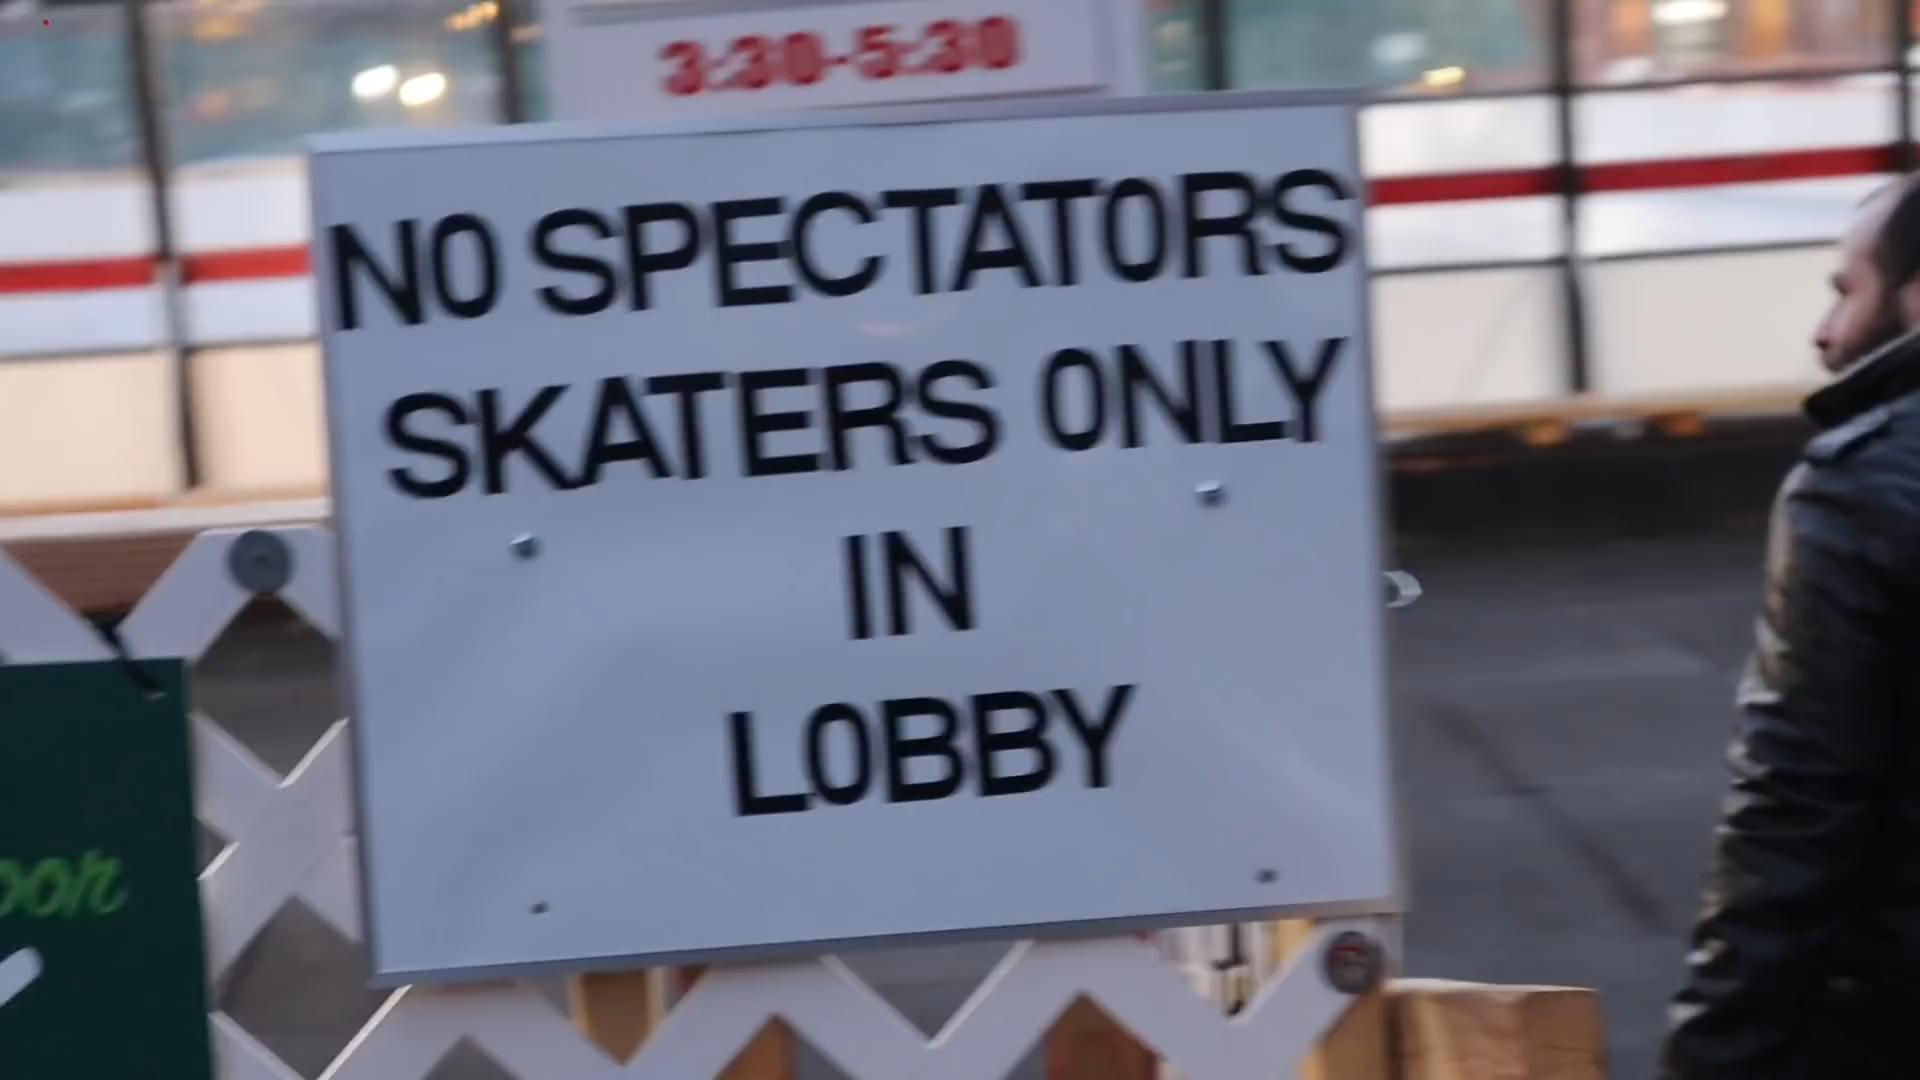 3:30-5:30
NO SPECTATORS
SKATERS ONLY
IN
LOBBY